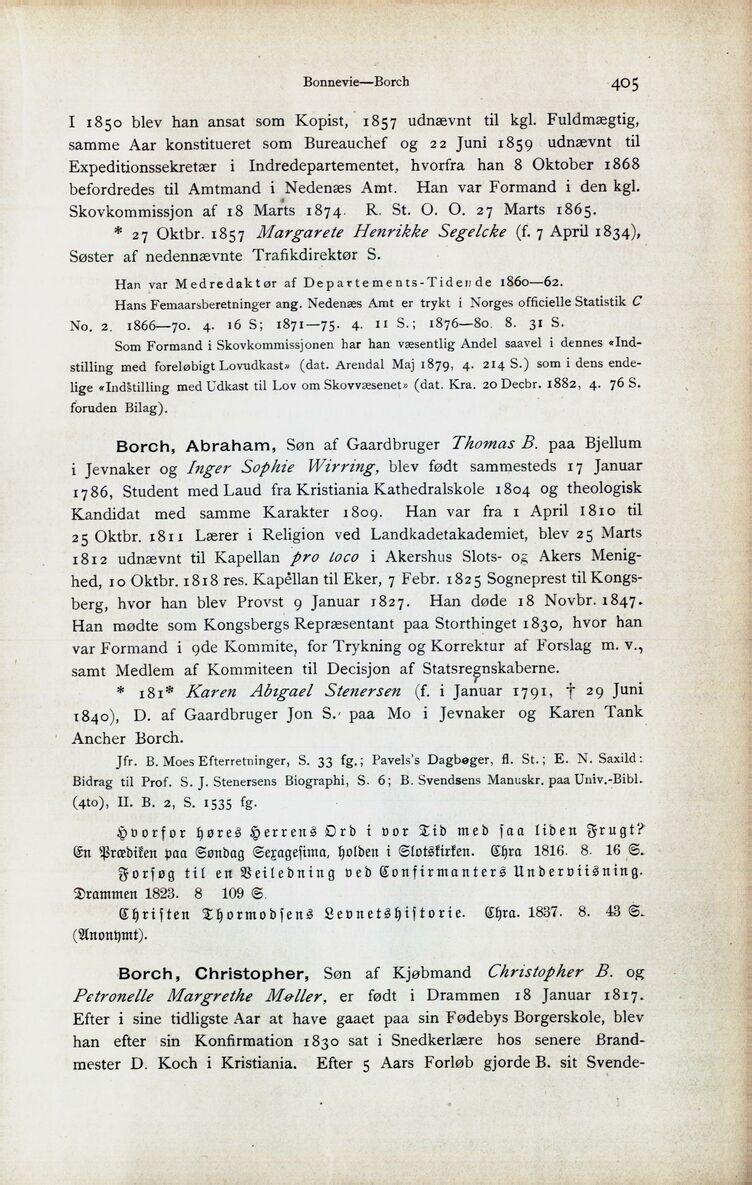 Bonnevie—Borch 405
I 1850 blev han ansat som Kopist, 1857 udnævnt til kgl. Fuldmægtig,
samme Aar konstitueret som Bureauchef og 22 Juni 1859 udnævnt til
Expeditionssekretær i Indredepartementet, hvorfra han 8 Oktober 1868
befordredes til Amtmand i Nedenæs Amt. Han var Formand i den kgl.
Skovkommissjon af 18 Marts 1874. R. St. O. O. 27 Marts 1865.
* 27 Oktbr. 1857 Margarete Henrikke Segelcke (f. 7 April 1834),
Søster af nedennævnte Trafikdirektør S.
Han var Medredaktør af Departements-Tidende 1860—62.
Hans Femaarsberetninger ang. Nedenæs Amt er trykt i Norges officielle Statistik C
No. 2. 1866—70. 4. 16 S; 1871—75. 4. 11 S.; 1876—80. 8. 31 S.
Som Formand i Skovkommissjonen har han væsentlig Andel saavel i dennes «Ind-
stilling med foreløbigt Lovudkast» (dat. Arendal Maj 1879, 4. 214 S.) som i dens ende-
lige «Indstilling med Udkast til Lov om Skovvæsenet» (dat. Kra. 20 Decbr. 1882, 4. 76 S.
foruden Bilag).
Borch, Abraham, Søn af Gaardbruger Thomas B. paa Bjellum
i Jevnaker og Inger Sophie Wirring, blev født sammesteds 17 Januar
1786, Student med Laud fra Kristiania Kathedralskole 1804 og theologisk
Kandidat med samme Karakter 1809. Han var fra 1 April 1810 til
25 Oktbr. 1811 Lærer i Religion ved Landkadetakademiet, blev 25 Marts
1812 udnævnt til Kapellan pro loco i Akershus Slots- og Akers Menig-
hed, 10 Oktbr. 1818 res. Kapellan til Eker, 7 Febr. 1825 Sogneprest til Kongs-
berg, hvor han blev Provst 9 Januar 1827. Han døde 18 Novbr. 1847.
Han mødte som Kongsbergs Repræsentant paa Storthinget 1830, hvor han
var Formand i 9de Kommite, for Trykning og Korrektur af Forslag m. v.,
samt Medlem af Kommiteen til Decisjon af Statsregnskaberne.
* 181* Karen Abigael Stenersen (f. i Januar 1791, † 29 Juni
1840), D. af Gaardbruger Jon S. paa Mo i Jevnaker og Karen Tank
Ancher Borch.
Jfr. B. Moes Efterretninger, S. 33 fg.; Pavels's Dagbøger, fl. St.; E. N. Saxild:
Bidrag til Prof. S. J. Stenersens Biographi, S. 6; B. Svendsens Manuskr. paa Univ.-Bibl.
(4to), II. B. 2, S. 1535 fg.
Hvorfor høres Herrens Ord i vor Tid med saa liden Frugt?
En Prædiken paa Søndag Sexagesima, holden i Slotskirken. Chra 1816. 8. 16 S.
Forsøg til en Veiledning ved Confirmanters Underviisning.
Drammen 1823. 8 109 S.
Christen Thormodsens Levnetshistorie. Chra. 1837. 8. 43 S.
(Anonymt).
Borch, Christopher, Søn af Kjøbmand Christopher B. og
Petronelle Margrethe Møller, er født i Drammen 18 Januar 1817.
Efter i sine tidligste Aar at have gaaet paa sin Fødebys Borgerskole, blev
han efter sin Konfirmation 1830 sat i Snedkerlære hos senere Brand-
mester D. Koch i Kristiania. Efter 5 Aars Forløb gjorde B. sit Svende-